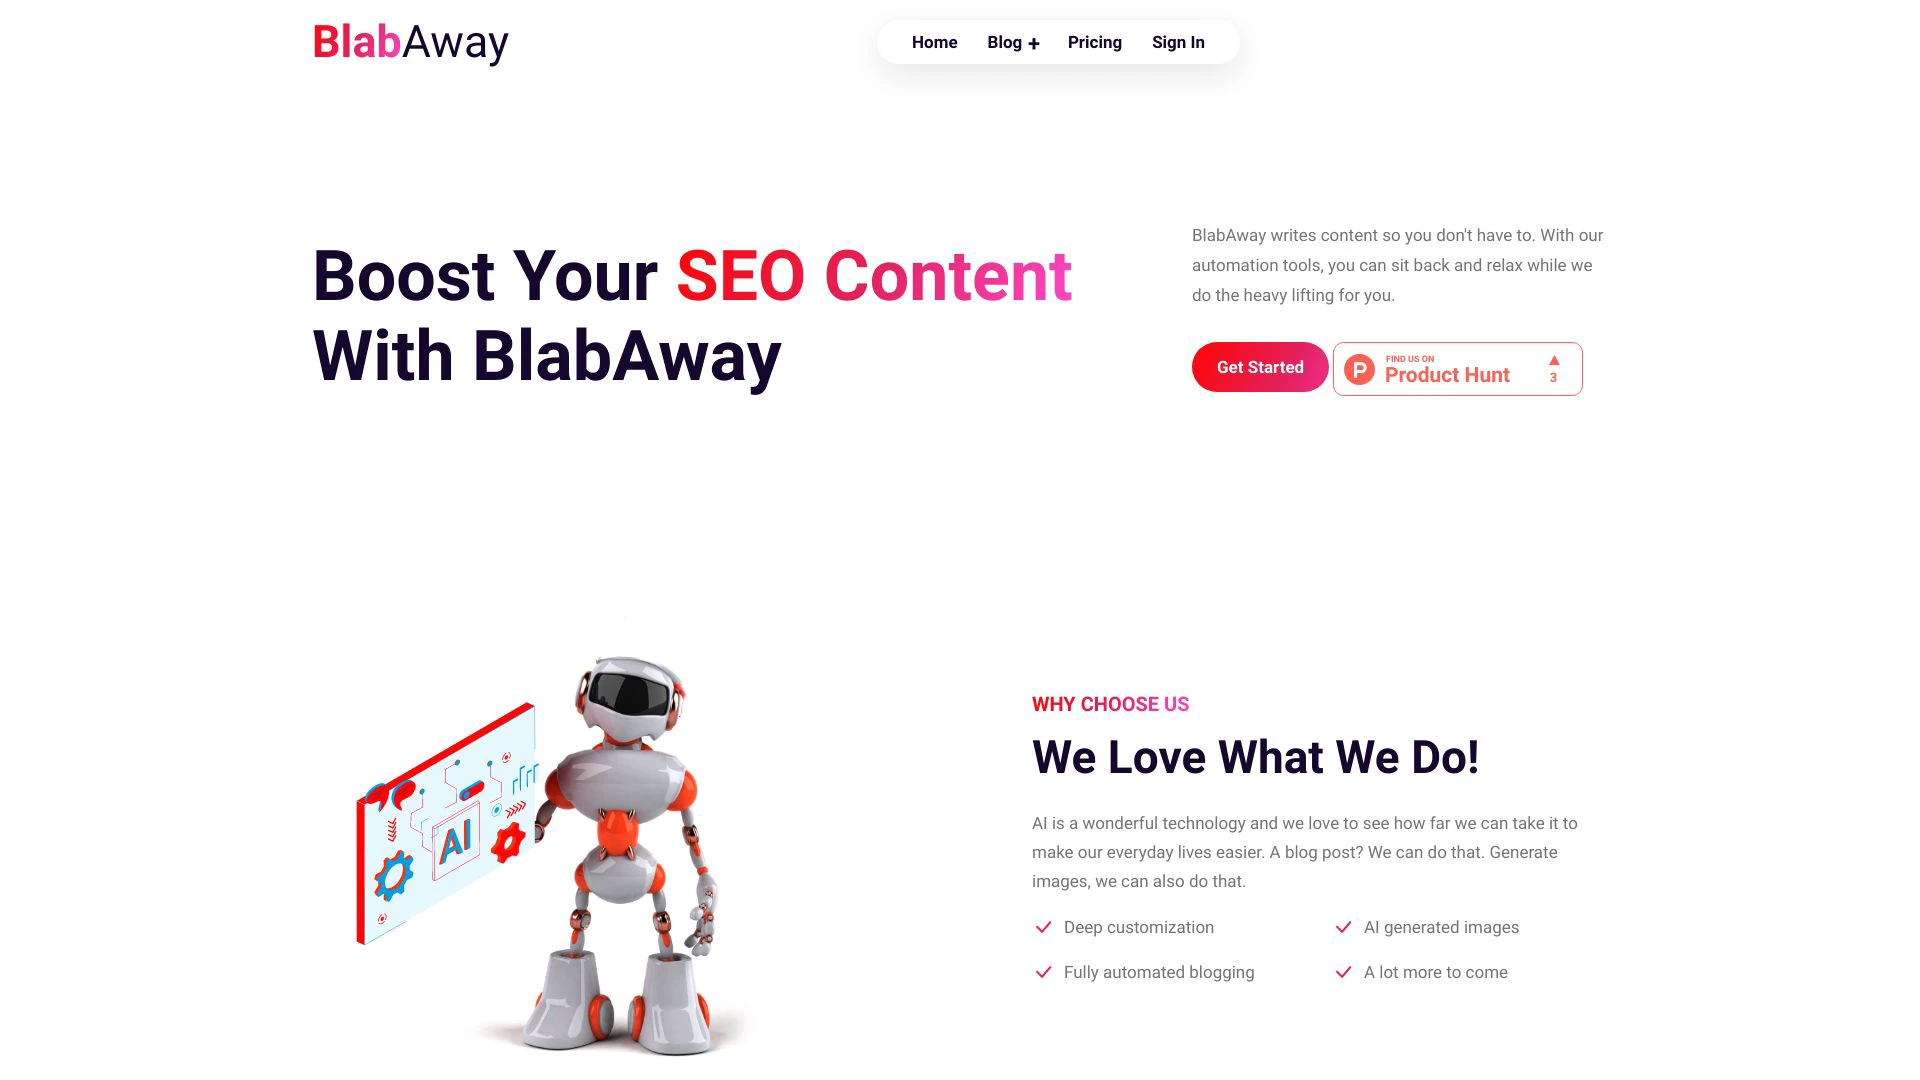 BlabAway
Home Blog + Pricing Sign In
Boost Your SEO Content
With BlabAway
BlabAway writes content so you don't have to. With our
automation tools, you can sit back and relax while we
do the heavy lifting for you.
Get Started
FIND US ON
Product Hunt
3
AI
WHY CHOOSE US
We Love What We Do!
AI is a wonderful technology and we love to see how far we can take it to
make our everyday lives easier. A blog post? We can do that. Generate
images, we can also do that.
Deep customization
AI generated images
Fully automated blogging
A lot more to come